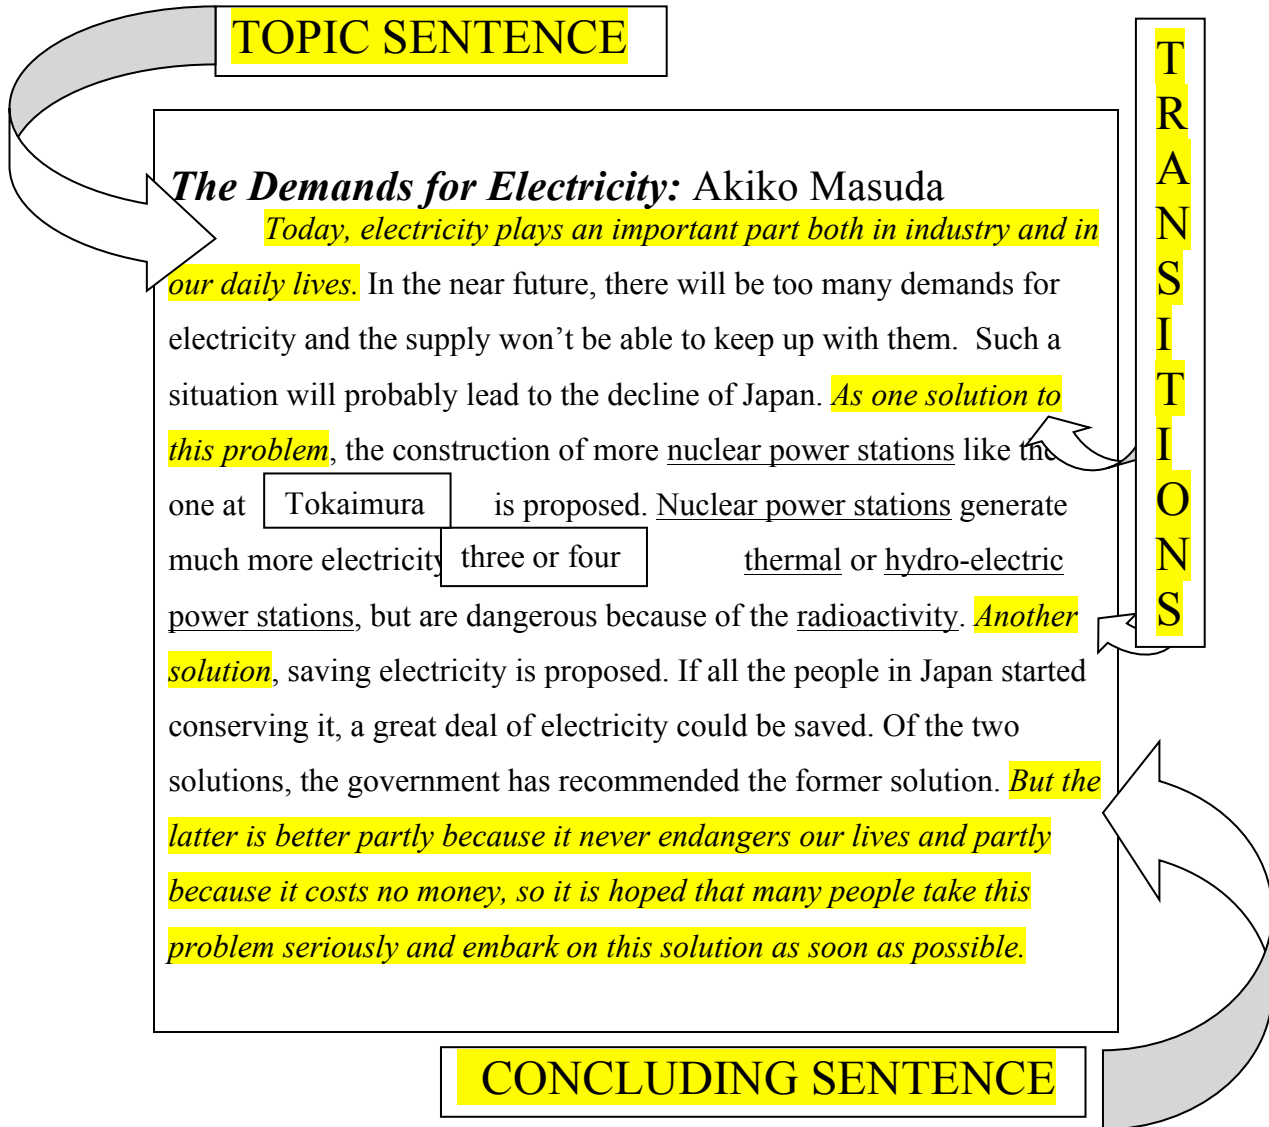 TOPIC SENTENCE
TRANSITIONS
The Demands for Electricity: Akiko Masuda
Today, electricity plays an important part both in industry and in
our daily lives. In the near future, there will be too many demands for
electricity and the supply won’t be able to keep up with them. Such a
situation will probably lead to the decline of Japan. As one solution to
this problem, the construction of more nuclear power stations like the
one at Tokaimura is proposed. Nuclear power stations generate
much more electricity three or four thermal or hydro-electric
power stations, but are dangerous because of the radioactivity. Another
solution, saving electricity is proposed. If all the people in Japan started
conserving it, a great deal of electricity could be saved. Of the two
solutions, the government has recommended the former solution. But the
latter is better partly because it never endangers our lives and partly
because it costs no money, so it is hoped that many people take this
problem seriously and embark on this solution as soon as possible.
CONCLUDING SENTENCE